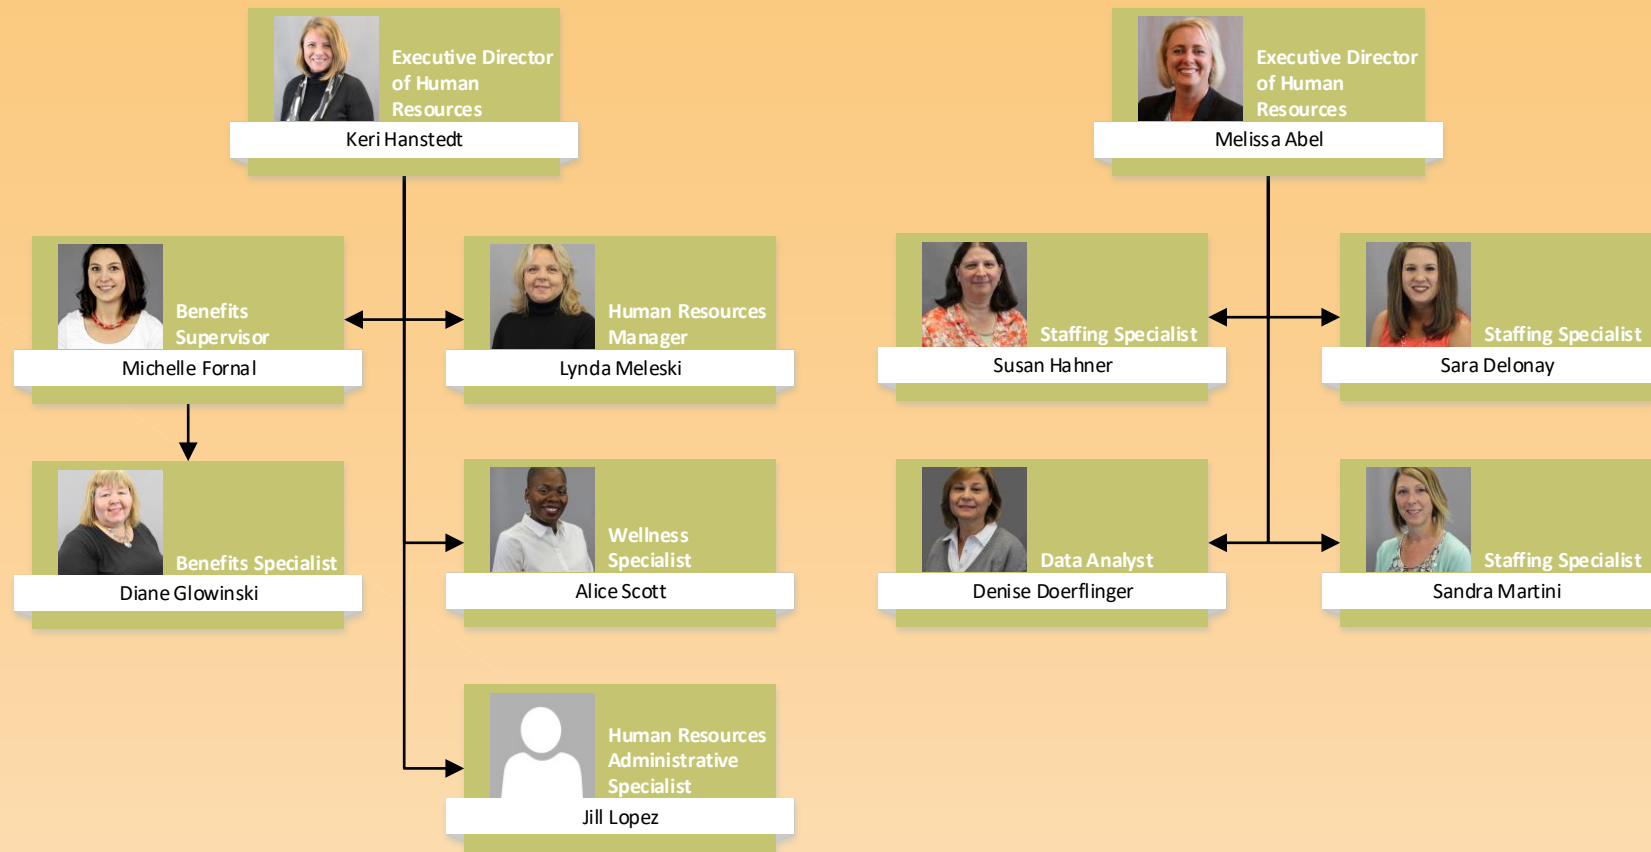 Executive Director
of Human
Resources
Keri Hanstedt
Executive Director
of Human
Resources
Melissa Abel
Benefits
Supervisor
Michelle Fornal
Human Resources
Manager
Lynda Meleski
Staffing Specialist
Susan Hahner
Staffing Specialist
Sara Delonay
Benefits Specialist
Diane Glowinski
Wellness
Specialist
Alice Scott
Data Analyst
Denise Doerflinger
Staffing Specialist
Sandra Martini
Human Resources
Administrative
Specialist
Jill Lopez